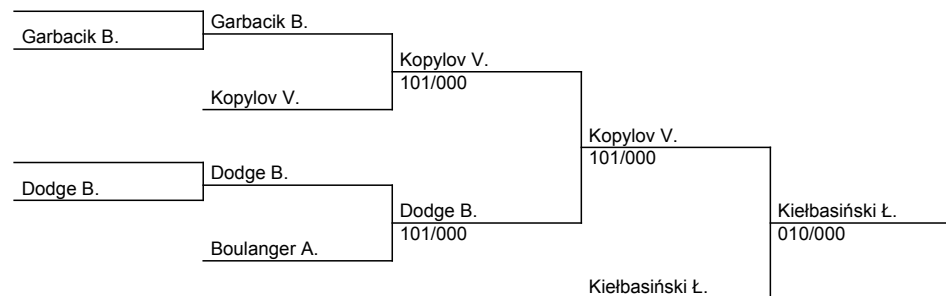 Garbacik B.
Garbacik B.
Kopylov V.
101/000
Kopylov V.
Kopylov V.
101/000
Dodge B.
Dodge B.
Dodge B.
101/000
Kiełbasiński Ł.
010/000
Boulanger A.
Kiełbasiński Ł.